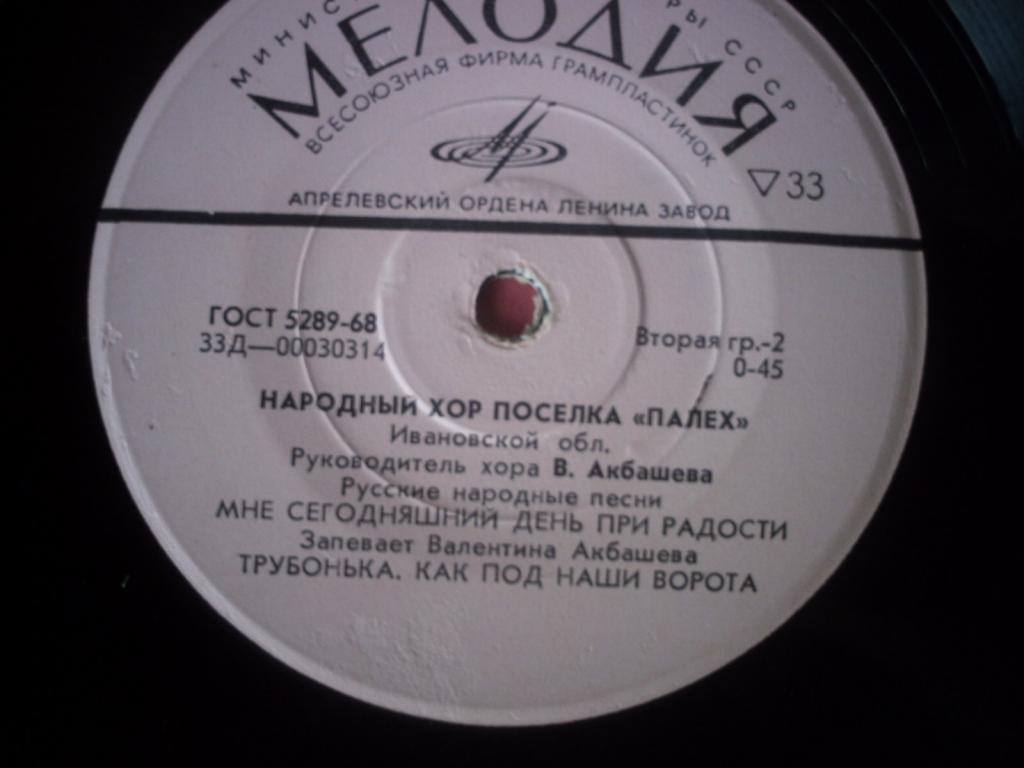 МЕЛОДИЯ
ВСЕСОЮЗНАЯ ФИРМА ГРАМПЛАСТИНОК
СССР
▽33
АПРЕЛЕВСКИЙ ОРДЕНА ЛЕНИНА ЗАВОД
ГОСТ 5289-68
33Д—00030314
Вторая гр.-2
0-45
НАРОДНЫЙ ХОР ПОСЕЛКА «ПАЛЕХ»
Ивановской обл.
Руководитель хора В. Акбашева
Русские народные песни
МНЕ СЕГОДНЯШНИЙ ДЕНЬ ПРИ РАДОСТИ
Запевает Валентина Акбашева
ТРУБОНЬКА. КАК ПОД НАШИ ВОРОТА